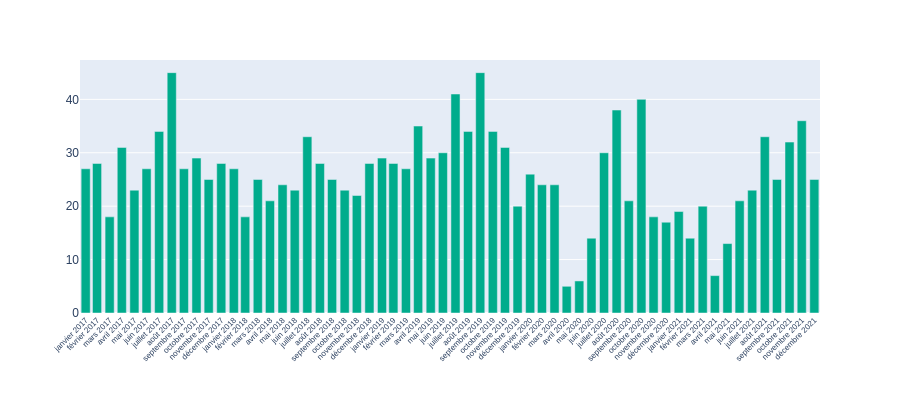 40
30
20
10
0
janvier 2017
février 2017
mars 2017
avril 2017
mai 2017
juin 2017
juillet 2017
août 2017
septembre 2017
octobre 2017
novembre 2017
décembre 2017
janvier 2018
février 2018
mars 2018
avril 2018
mai 2018
juin 2018
juillet 2018
août 2018
septembre 2018
octobre 2018
novembre 2018
décembre 2018
janvier 2019
février 2019
mars 2019
avril 2019
mai 2019
juin 2019
juillet 2019
août 2019
septembre 2019
octobre 2019
novembre 2019
décembre 2019
janvier 2020
février 2020
mars 2020
avril 2020
mai 2020
juin 2020
juillet 2020
août 2020
septembre 2020
octobre 2020
novembre 2020
décembre 2020
janvier 2021
février 2021
mars 2021
avril 2021
mai 2021
juin 2021
juillet 2021
août 2021
septembre 2021
octobre 2021
novembre 2021
décembre 2021